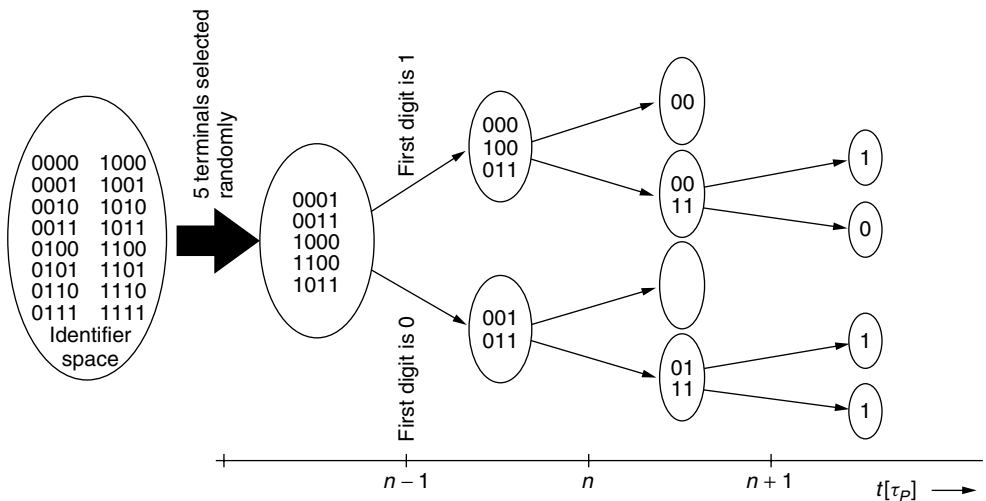 0000 1000
0001 1001
0010 1010
0011 1011
0100 1100
0101 1101
0110 1110
0111 1111
Identifier
space
5 terminals selected
randomly
0001
0011
1000
1100
1011
First digit is 1
First digit is 0
000
100
011
001
011
00
00
11
01
11
1
0
1
1
n – 1
n
n + 1
t[τP]